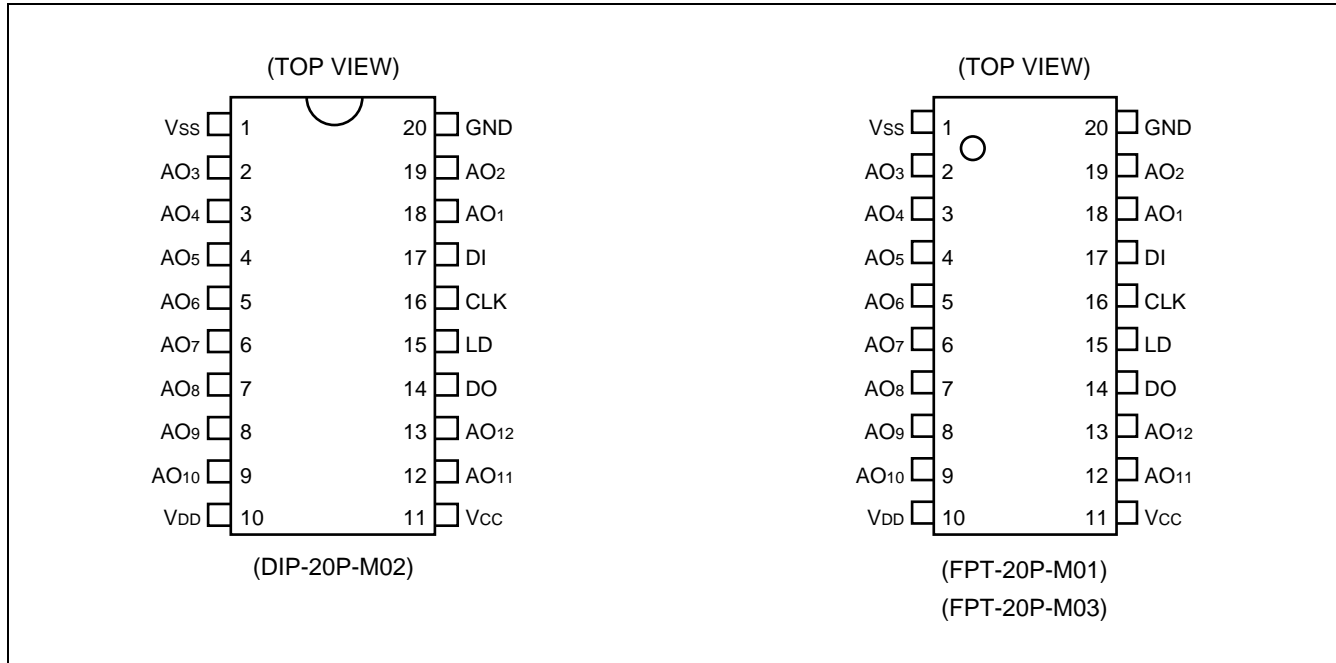 (TOP VIEW)
VSS 1 20 GND
AO3 2 19 AO2
AO4 3 18 AO1
AO5 4 17 DI
AO6 5 16 CLK
AO7 6 15 LD
AO8 7 14 DO
AO9 8 13 AO12
AO10 9 12 AO11
VDD 10 11 VCC
(DIP-20P-M02)
(TOP VIEW)
VSS 1 20 GND
AO3 2 19 AO2
AO4 3 18 AO1
AO5 4 17 DI
AO6 5 16 CLK
AO7 6 15 LD
AO8 7 14 DO
AO9 8 13 AO12
AO10 9 12 AO11
VDD 10 11 VCC
(FPT-20P-M01)
(FPT-20P-M03)